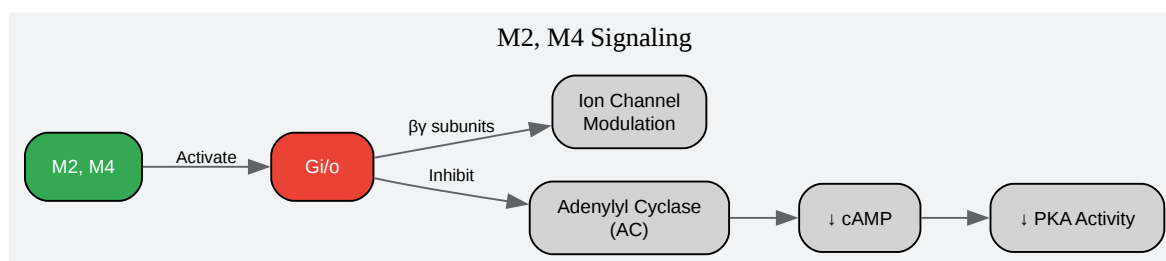 M2, M4 Signaling
M2, M4
Activate
Gi/o
βγ subunits
Ion Channel
Modulation
Inhibit
Adenylyl Cyclase
(AC)
↓ cAMP
↓ PKA Activity